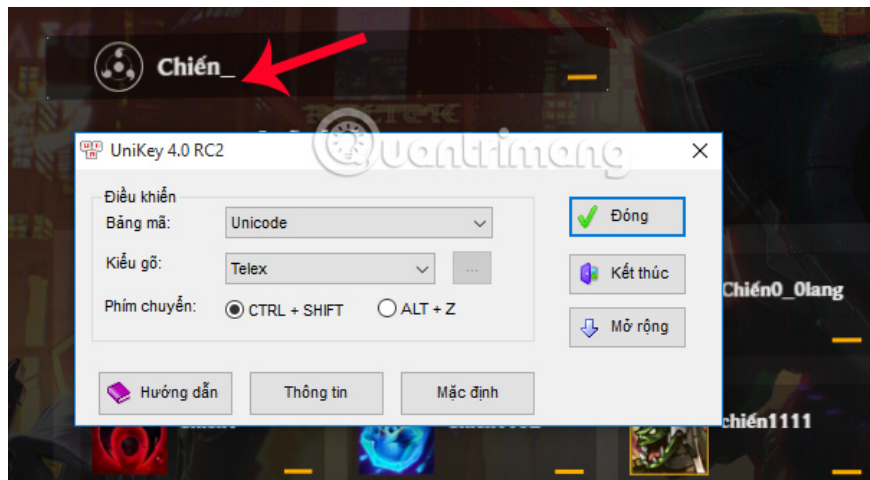 Chiến_
Quantrimang
UniKey 4.0 RC2
Điều khiển
Bảng mã:
Unicode
Đóng
Kiểu gõ:
Telex
...
Kết thúc
Chiến0_0lang
Phím chuyển:
CTRL + SHIFT
ALT + Z
Mở rộng
Hướng dẫn
Thông tin
Mặc định
chiến1111